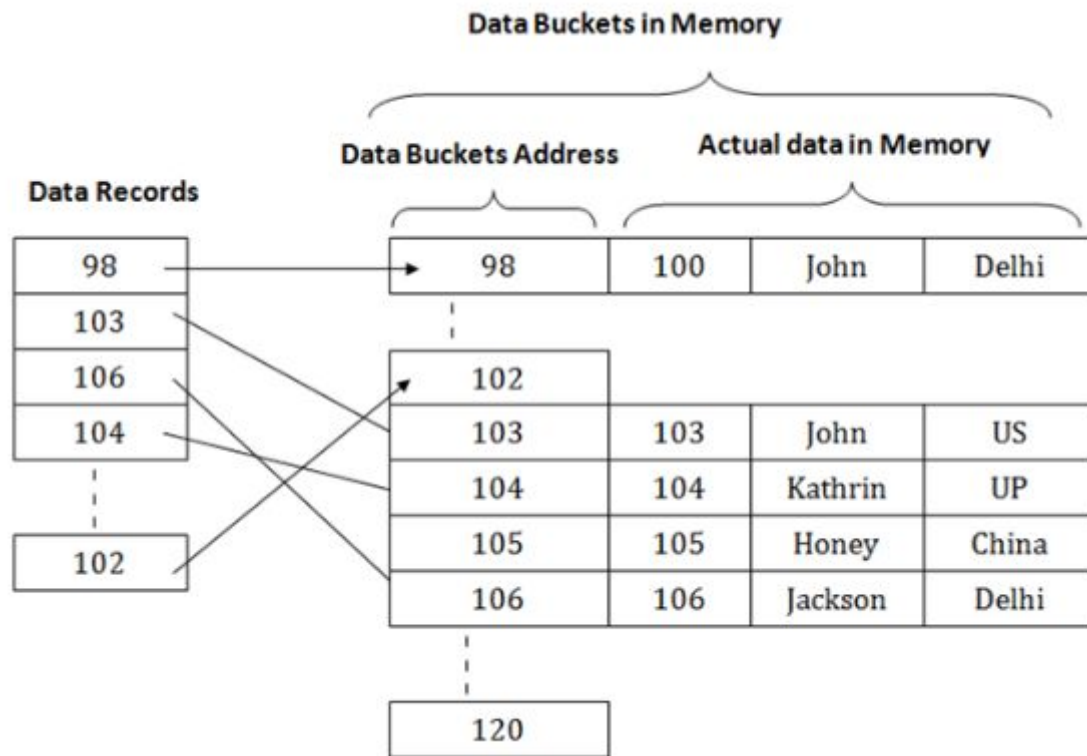 Data Buckets in Memory
Data Buckets Address
Actual data in Memory
Data Records
98
98 100 John Delhi
103
106
102
104
103 103 John US
104 104 Kathrin UP
102
105 105 Honey China
106 106 Jackson Delhi
120